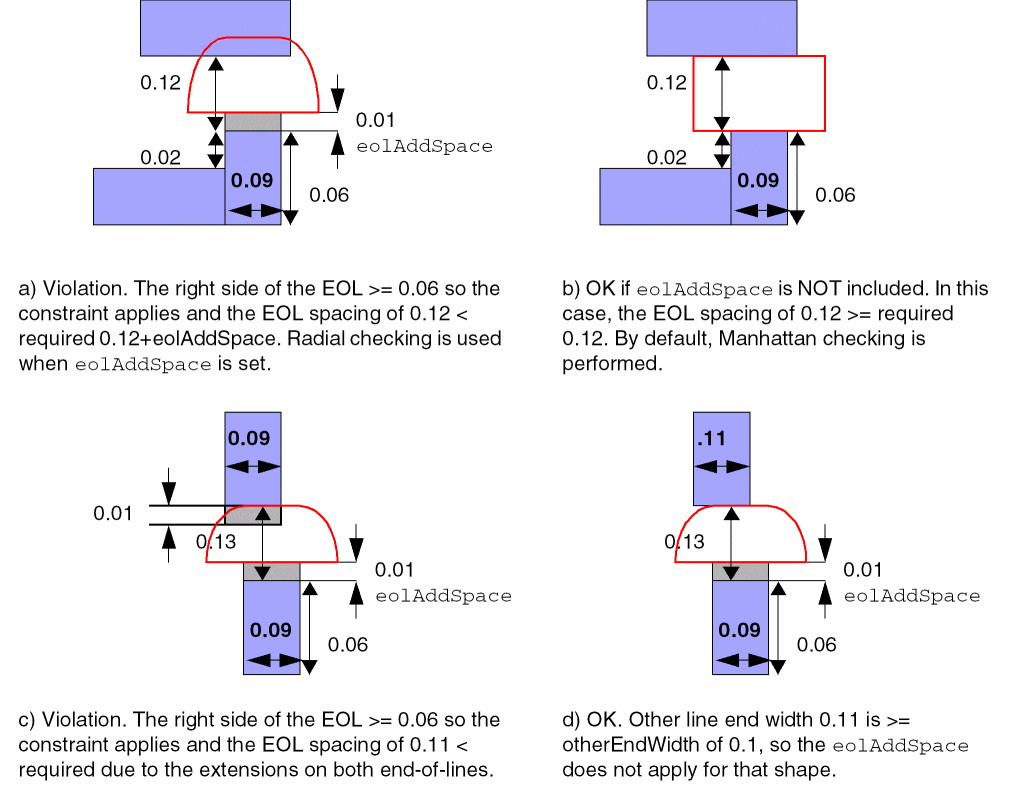 0.12
0.01
eolAddSpace
0.02
0.09
0.06
0.12
0.02
0.09
0.06
a) Violation. The right side of the EOL >= 0.06 so the
constraint applies and the EOL spacing of 0.12 <
required 0.12+eolAddSpace. Radial checking is used
when eolAddSpace is set.
b) OK if eolAddSpace is NOT included. In this
case, the EOL spacing of 0.12 >= required
0.12. By default, Manhattan checking is
performed.
0.09
0.01
0.13
0.01
eolAddSpace
0.09
0.06
.11
0.13
0.01
eolAddSpace
0.09
0.06
c) Violation. The right side of the EOL >= 0.06 so the
constraint applies and the EOL spacing of 0.11 <
required due to the extensions on both end-of-lines.
d) OK. Other line end width 0.11 is >=
otherEndWidth of 0.1, so the eolAddSpace
does not apply for that shape.